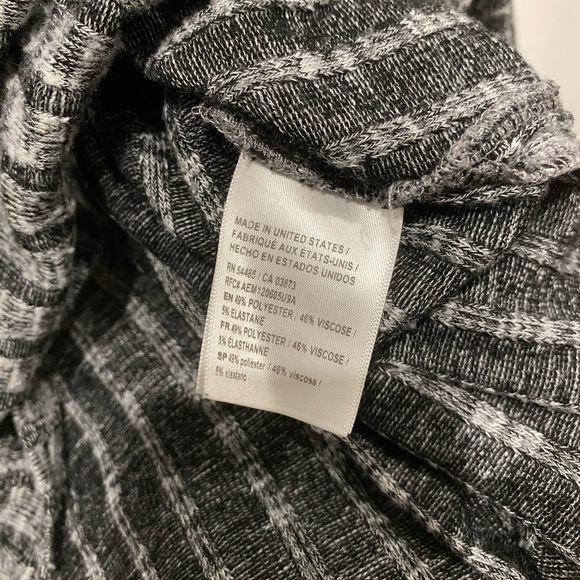 MADE IN UNITED STATES /
FABRIQUÉ AUX ÉTATS-UNIS /
HECHO EN ESTADOS UNIDOS
RN 54485 / CA 03873
RFC# AEM120605U9A
EN 49% POLYESTER / 46% VISCOSE /
5% ELASTANE
FR 49% POLYESTER / 46% VISCOSE /
5% ÉLASTHANNE
SP 49% poliester / 46% viscosa /
5% elastano